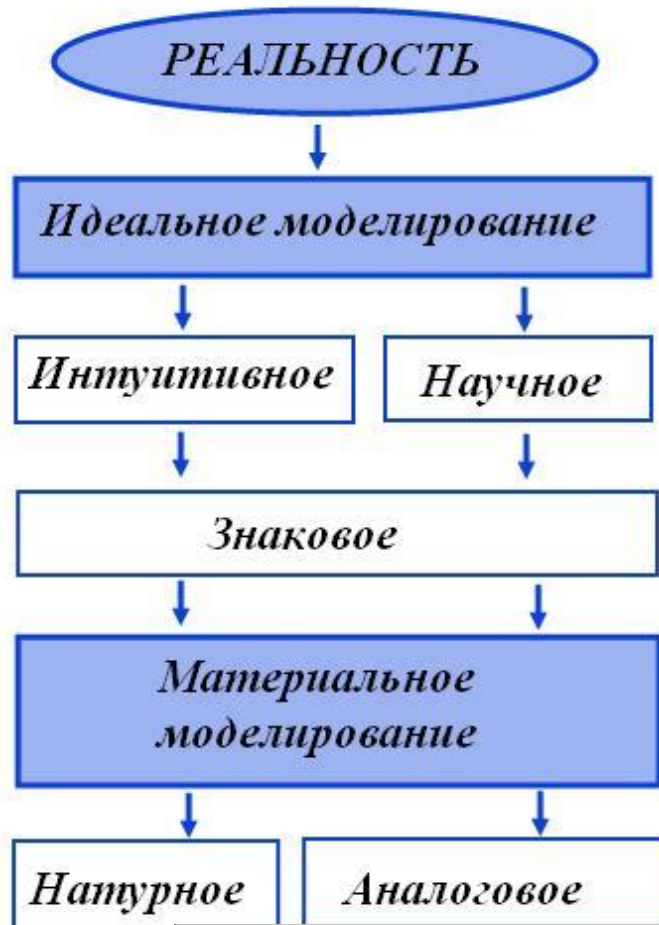 РЕАЛЬНОСТЬ
Идеальное моделирование
Интуитивное
Научное
Знаковое
Материальное
моделирование
Натурное
Аналоговое